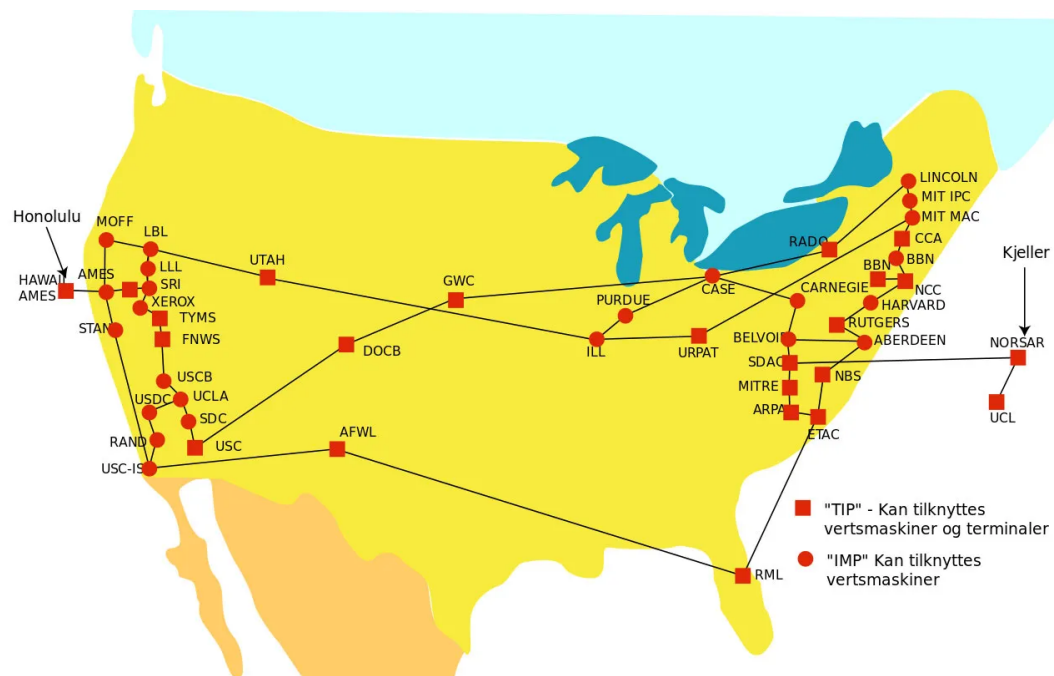 LINCOLN
MIT IPC
Honolulu
MOFF
MIT MAC
LBL
RADO
CCA
Kjeller
UTAH
LLL
BBN
HAWAI
AMES
AMES
SRI
GWC
BBN
CASE
CARNEGIE
NCC
XEROX
PURDUE
HARVARD
TYMS
STAN
RUTGERS
FNWS
BELVOI
ABERDEEN
NORSAR
DOCB
ILL
URPAT
SDAC
USCB
MITRE
NBS
USDC
UCLA
ARPA
UCL
SDC
RAND
USC
AFWL
ETAC
USC-IS
"TIP" - Kan tilknyttes
vertsmaskiner og terminaler
"IMP" Kan tilknyttes
vertsmaskiner
RML